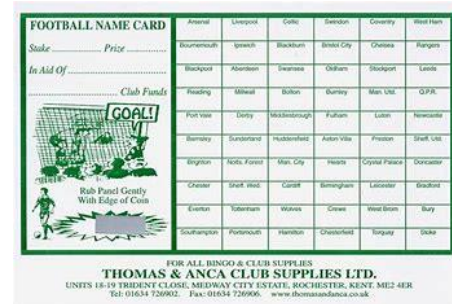 FOOTBALL NAME CARD
Stake ............ Prize ............
In Aid Of ............
............ Club Funds
GOAL!
Rub Panel Gently
With Edge of Coin
Arsenal Liverpool Celtic Swindon Coventry West Ham
Bournemouth Ipswich Blackburn Bristol City Chelsea Rangers
Blackpool Aberdeen Swansea Oldham Stockport Leeds
Reading Millwall Bolton Burnley Man. Utd. Q.P.R.
Port Vale Derby Middlesbrough Fulham Luton Newcastle
Barnsley Sunderland Huddersfield Aston Villa Preston Sheff. Utd.
Brighton Notts. Forest Man. City Hearts Crystal Palace Doncaster
Chester Sheff. Wed. Cardiff Birmingham Leicester Bradford
Everton Tottenham Wolves Crewe West Brom Bury
Southampton Portsmouth Hamilton Chesterfield Torquay Stoke
FOR ALL BINGO & CLUB SUPPLIES
THOMAS & ANCA CLUB SUPPLIES LTD.
UNITS 18-19 TRIDENT CLOSE, MEDWAY CITY ESTATE, ROCHESTER, KENT. ME2 4ER
Tel: 01634 726902. Fax: 01634 726906. www.thomasandanca.co.uk